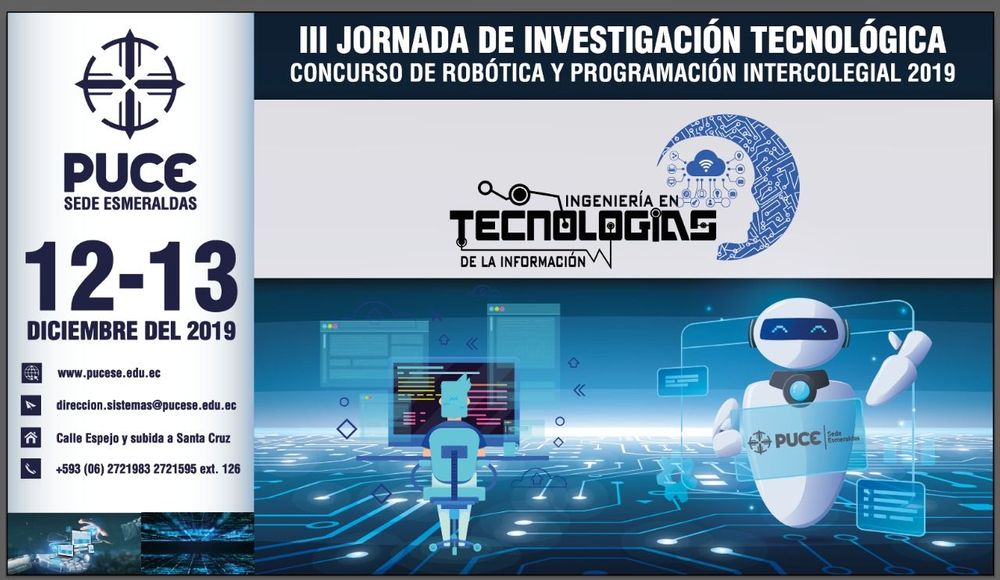 III JORNADA DE INVESTIGACIÓN TECNOLÓGICA
CONCURSO DE ROBÓTICA Y PROGRAMACIÓN INTERCOLEGIAL 2019
PUCE
SEDE ESMERALDAS
12-13
DICIEMBRE DEL 2019
www.pucese.edu.ec
direccion.sistemas@pucese.edu.ec
Calle Espejo y subida a Santa Cruz
+593 (06) 2721983 2721595 ext. 126
INGENIERÍA EN
TECNOLOGÍAS
DE LA INFORMACIÓN
PUCE
Sede
Esmeraldas